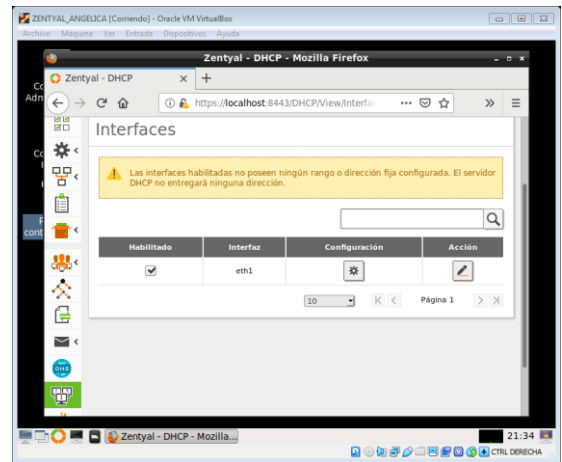 ZENTYAL_ANGELICA [Corriendo] - Oracle VM VirtualBox
Archivo Máquina Ver Entrada Dispositivos Ayuda
Zentyal - DHCP - Mozilla Firefox
Zentyal - DHCP
https://localhost:8443/DHCP/View/Interfa
Interfaces
Las interfaces habilitadas no poseen ningún rango o dirección fija configurada. El servidor
DHCP no entregará ninguna dirección.
Habilitado Interfaz Configuración Acción
eth1
10 Página 1
DNS
Zentyal - DHCP - Mozilla...
21:34
CTRL DERECHA